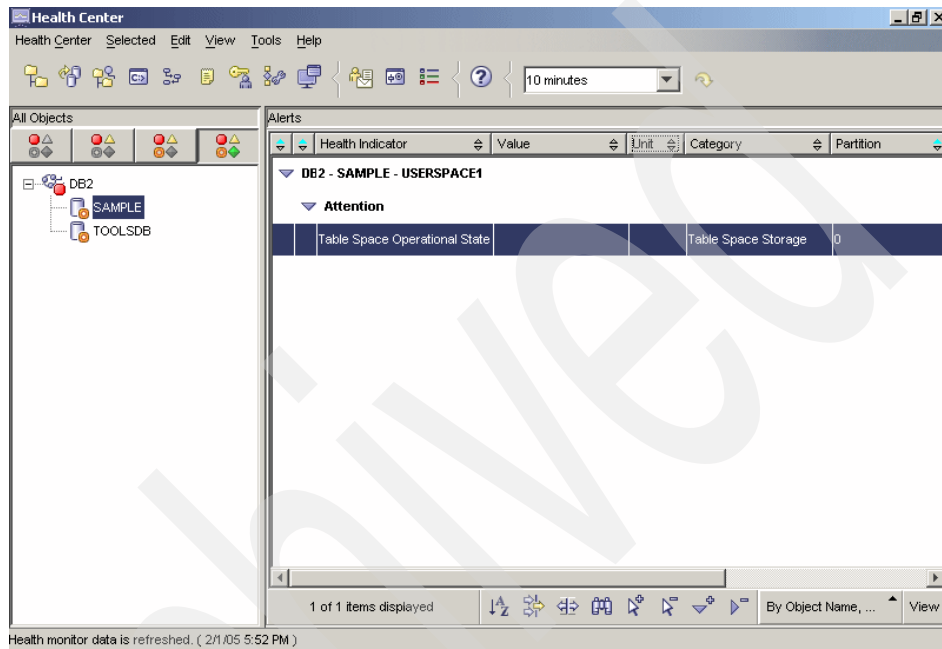 Health Center
Health Center Selected Edit View Tools Help
10 minutes
All Objects
Alerts
Health Indicator Value Unit Category Partition
DB2
SAMPLE
TOOLSDB
DB2 - SAMPLE - USERSPACE1
Attention
Table Space Operational State Table Space Storage 0
1 of 1 items displayed By Object Name, ... View
Health monitor data is refreshed. ( 2/1/05 5:52 PM )
hived